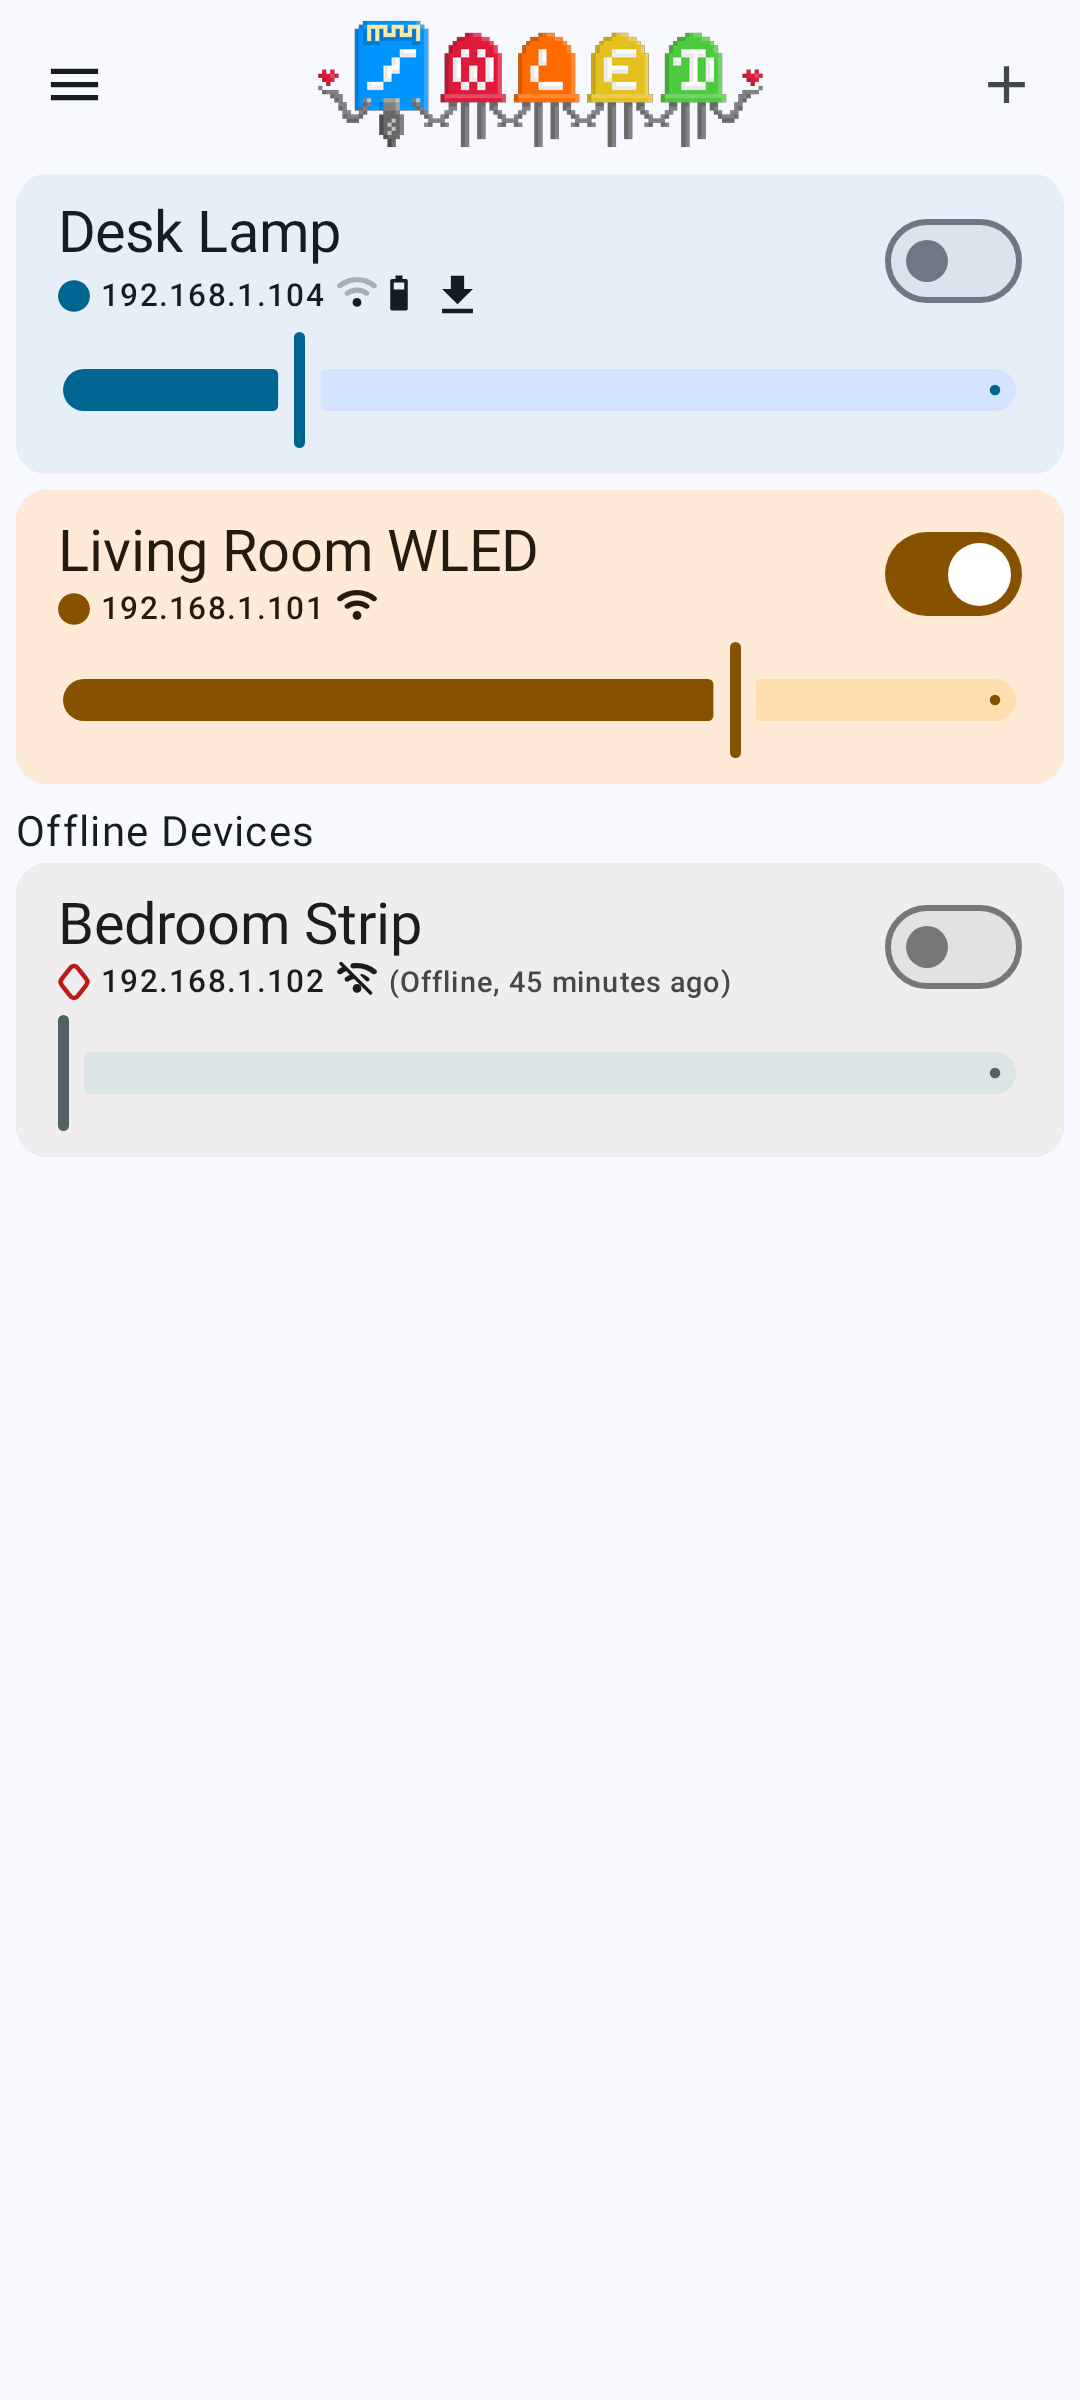 WLED
Desk Lamp
192.168.1.104
Living Room WLED
192.168.1.101
Offline Devices
Bedroom Strip
192.168.1.102 (Offline, 45 minutes ago)